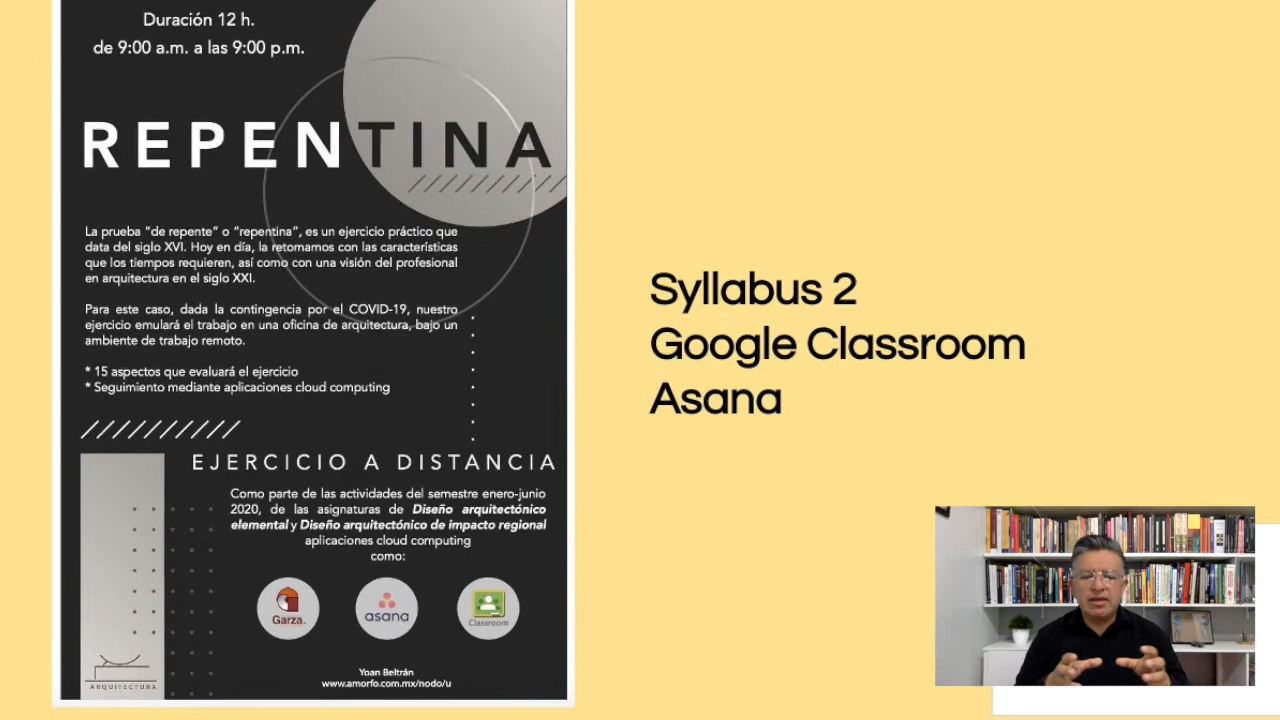 Duración 12 h.
de 9:00 a.m. a las 9:00 p.m.
REPENTINA
La prueba “de repente” o “repentina”, es un ejercicio práctico que
data del siglo XVI. Hoy en día, la retomamos con las características
que los tiempos requieren, así como con una visión del profesional
en arquitectura en el siglo XXI.
Para este caso, dada la contingencia por el COVID-19, nuestro
ejercicio emulará el trabajo en una oficina de arquitectura, bajo un
ambiente de trabajo remoto.
* 15 aspectos que evaluará el ejercicio
* Seguimiento mediante aplicaciones cloud computing
EJERCICIO A DISTANCIA
Como parte de las actividades del semestre enero-junio
2020, de las asignaturas de Diseño arquitectónico
elemental y Diseño arquitectónico de impacto regional
aplicaciones cloud computing
como:
Garza.
asana
Classroom
ARQUITECTURA
Yoan Beltrán
www.amorfo.com.mx/nodo/u
Syllabus 2
Google Classroom
Asana